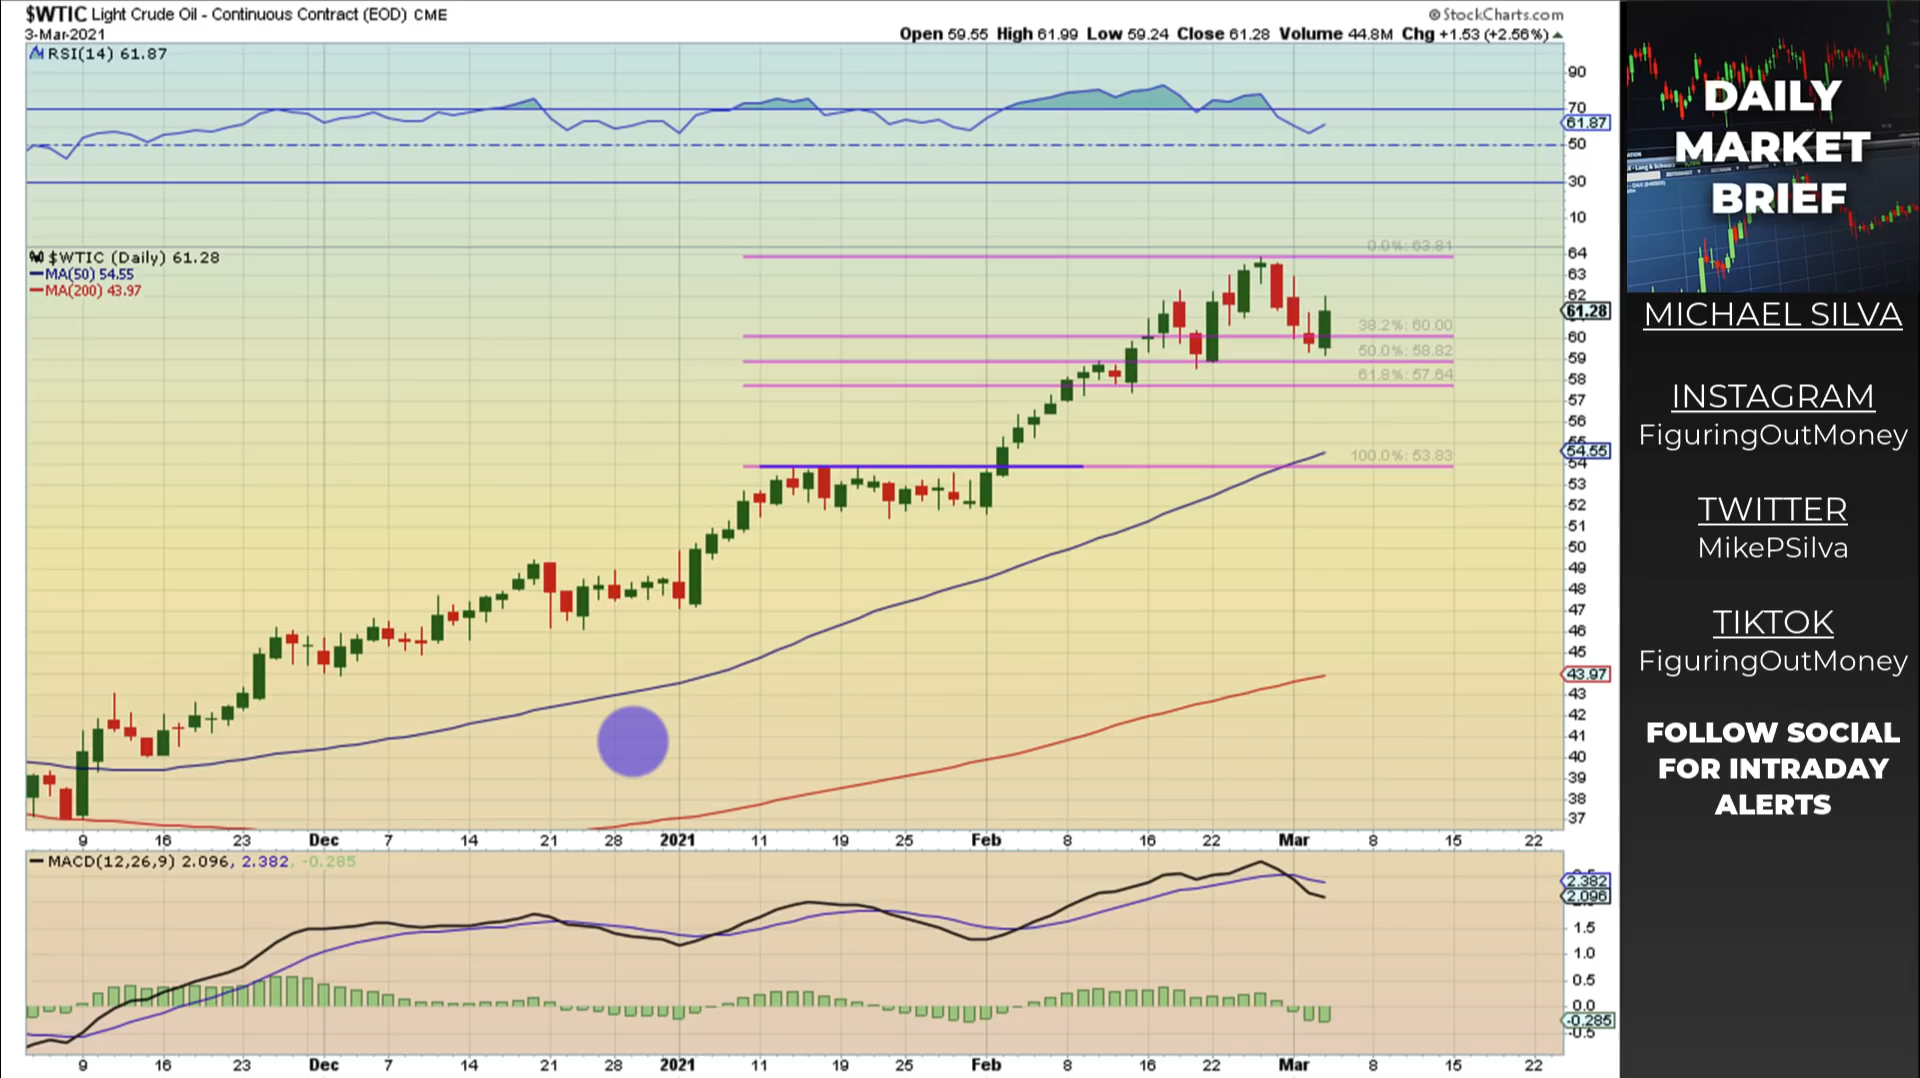 $WTIC Light Crude Oil - Continuous Contract (EOD) CME
© StockCharts.com
3-Mar-2021
Open 59.55 High 61.99 Low 59.24 Close 61.28 Volume 44.8M Chg +1.53 (+2.56%)
RSI(14) 61.87
90
70
61.87
50
30
10
$WTIC (Daily) 61.28
MA(50) 54.55
MA(200) 43.97
0.0%: 63.81
38.2%: 60.00
50.0%: 58.82
61.8%: 57.64
100.0%: 53.83
64
63
62
61.28
60
59
58
57
56
55
54.55
54
53
52
51
50
49
48
47
46
45
43.97
43
42
41
40
39
38
37
9 16 23 Dec 7 14 21 28 2021 11 19 25 Feb 8 16 22 Mar 8 15 22
MACD(12,26,9) 2.096, 2.382, -0.285
2.382
2.096
1.5
1.0
0.5
0.0
-0.285
-0.5
9 16 23 Dec 7 14 21 28 2021 11 19 25 Feb 8 16 22 Mar 8 15 22
DAILY
MARKET
BRIEF
MICHAEL SILVA
INSTAGRAM
FiguringOutMoney
TWITTER
MikePSilva
TIKTOK
FiguringOutMoney
FOLLOW SOCIAL
FOR INTRADAY
ALERTS